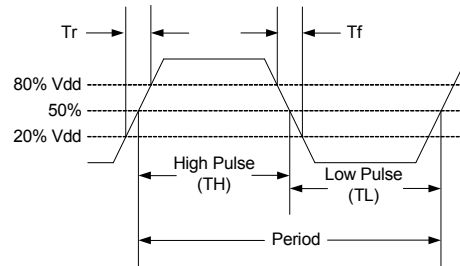 Tr
Tf
80% Vdd
50%
20% Vdd
High Pulse
(TH)
Low Pulse
(TL)
Period